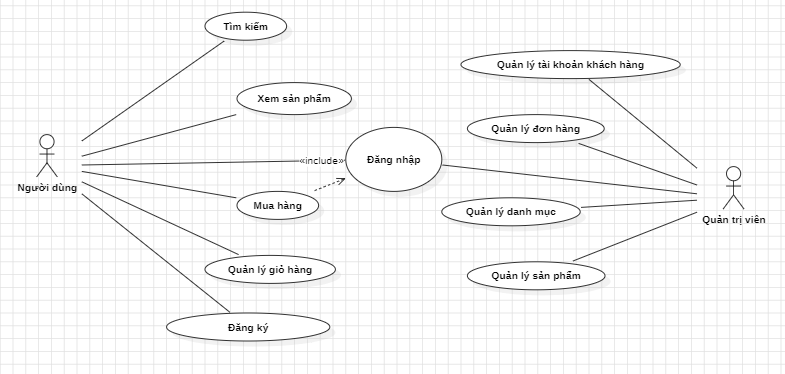 Tìm kiếm
Quản lý tài khoản khách hàng
Xem sản phẩm
Quản lý đơn hàng
«include»
Đăng nhập
Người dùng
Mua hàng
Quản lý danh mục
Quản trị viên
Quản lý giỏ hàng
Quản lý sản phẩm
Đăng ký